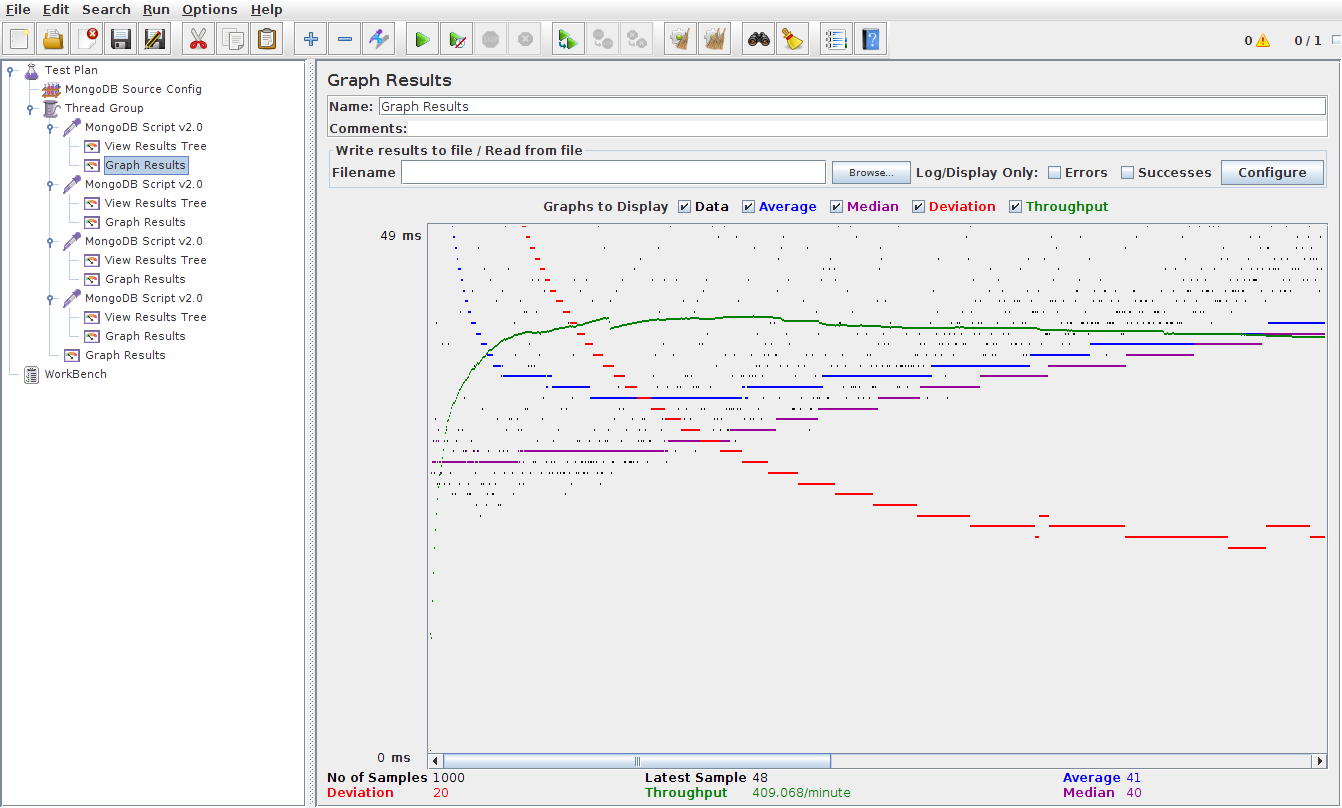 File Edit Search Run Options Help
0 0 / 1
Test Plan
MongoDB Source Config
Thread Group
MongoDB Script v2.0
View Results Tree
Graph Results
MongoDB Script v2.0
View Results Tree
Graph Results
MongoDB Script v2.0
View Results Tree
Graph Results
MongoDB Script v2.0
View Results Tree
Graph Results
Graph Results
WorkBench
Graph Results
Name: Graph Results
Comments:
Write results to file / Read from file
Filename Browse... Log/Display Only: Errors Successes Configure
Graphs to Display Data Average Median Deviation Throughput
49 ms
0 ms
No of Samples 1000 Latest Sample 48 Average 41
Deviation 20 Throughput 409.068/minute Median 40